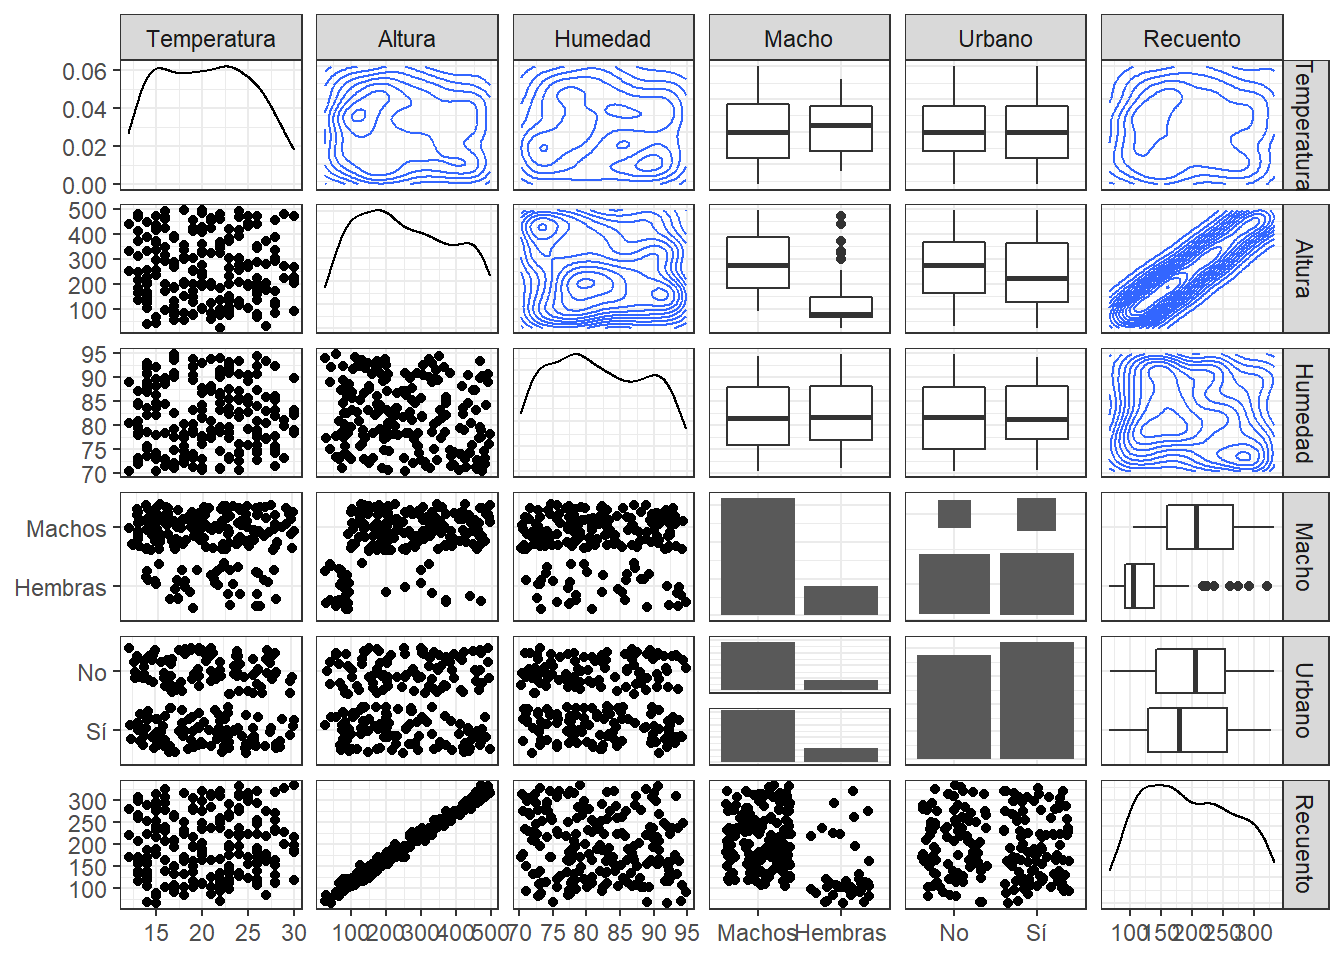 Temperatura Altura Humedad Macho Urbano Recuento
0.06
0.04
0.02
0.00
Temperatura
500
400
300
200
100
Altura
95
90
85
80
75
70
Humedad
Machos
Hembras
Macho
No
Sí
Urbano
300
250
200
150
100
Recuento
15 20 25 30 100 200 300 400 500 70 75 80 85 90 95 Machos Hembras No Sí 100 150 200 250 300